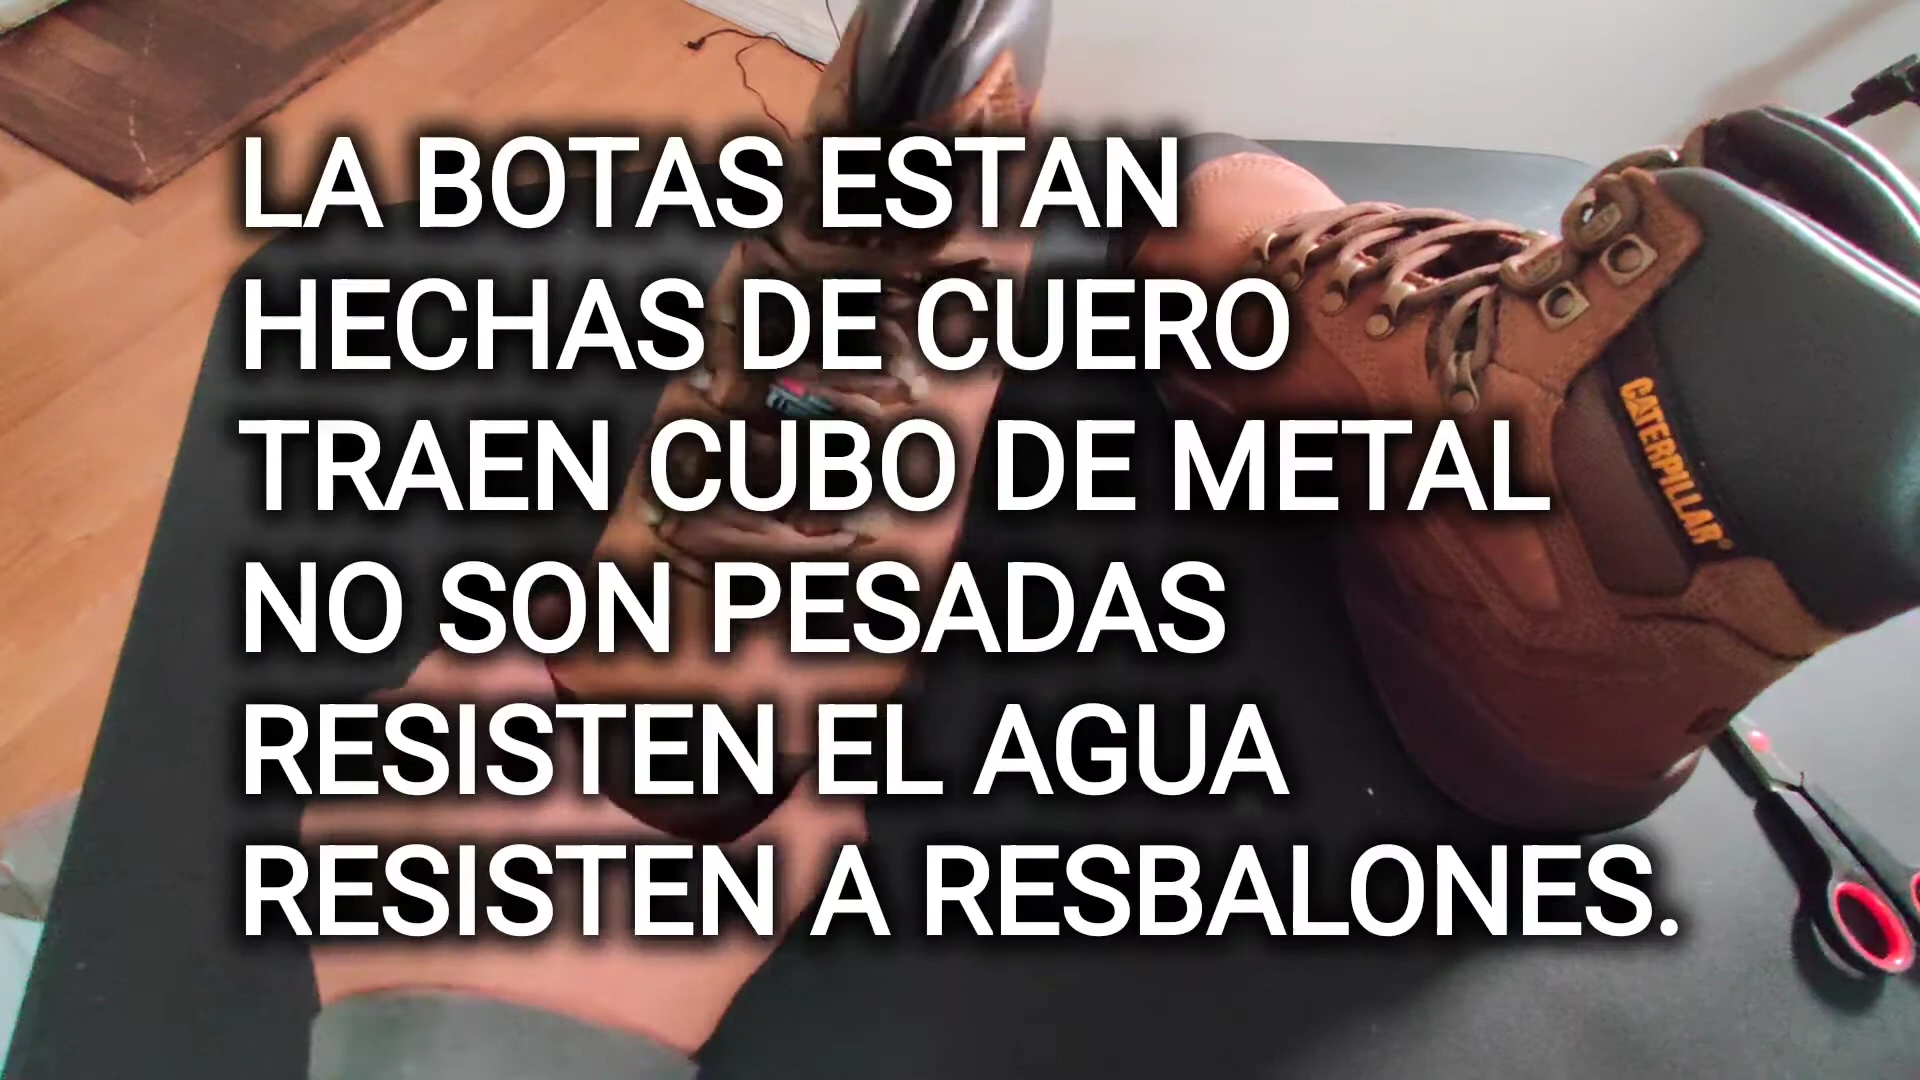 LA BOTAS ESTAN
HECHAS DE CUERO
TRAEN CUBO DE METAL
NO SON PESADAS
RESISTEN EL AGUA
RESISTEN A RESBALONES.
CATERPILLAR